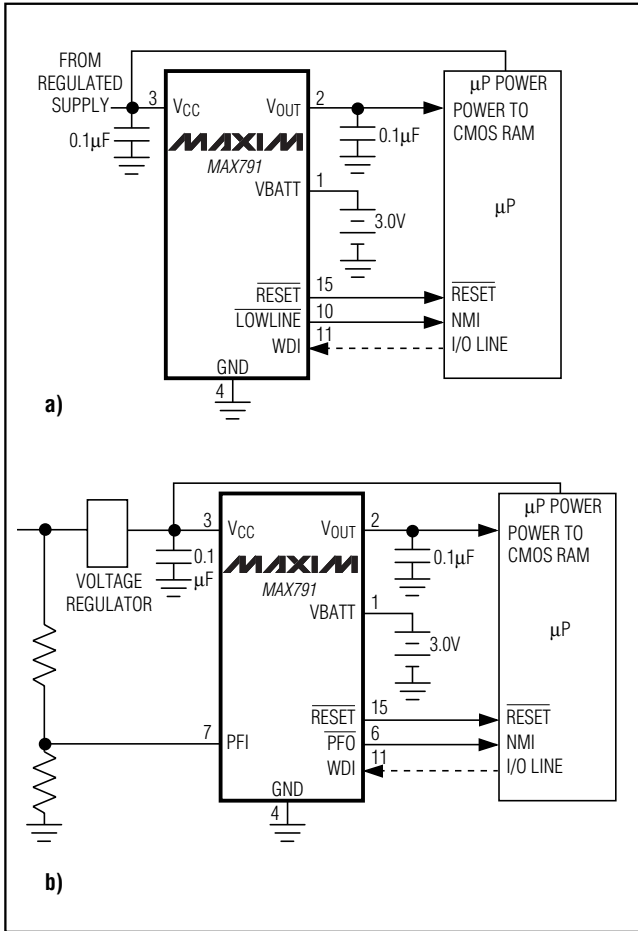 FROM
REGULATED
SUPPLY
3
VCC
VOUT
2
μP POWER
POWER TO
CMOS RAM
0.1μF
MAXIM
MAX791
0.1μF
VBATT
1
3.0V
μP
RESET
15
RESET
LOWLINE
10
NMI
WDI
11
I/O LINE
GND
4
a)
μP POWER
3
VCC
VOUT
2
POWER TO
CMOS RAM
VOLTAGE
REGULATOR
0.1
μF
MAXIM
MAX791
0.1μF
VBATT
1
3.0V
μP
RESET
15
RESET
7
PFI
PFO
6
NMI
WDI
11
I/O LINE
GND
4
b)